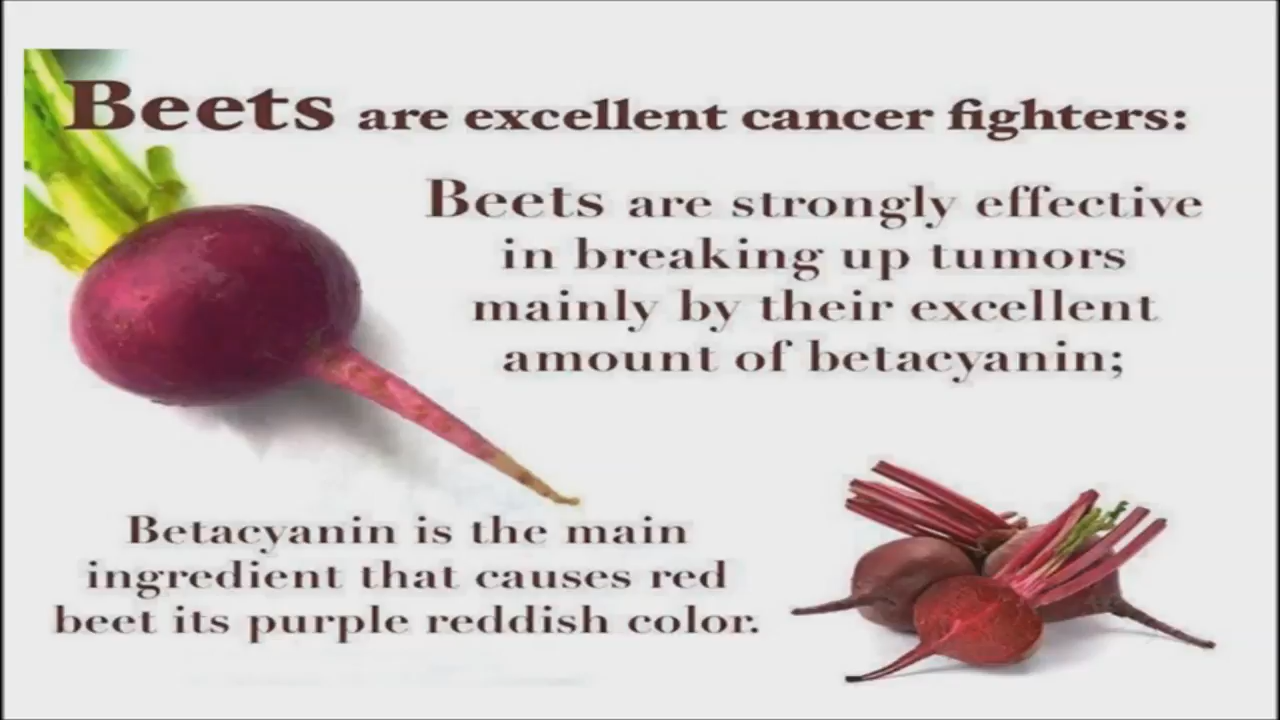 Beets are excellent cancer fighters:
Beets are strongly effective
in breaking up tumors
mainly by their excellent
amount of betacyanin;
Betacyanin is the main
ingredient that causes red
beet its purple reddish color.